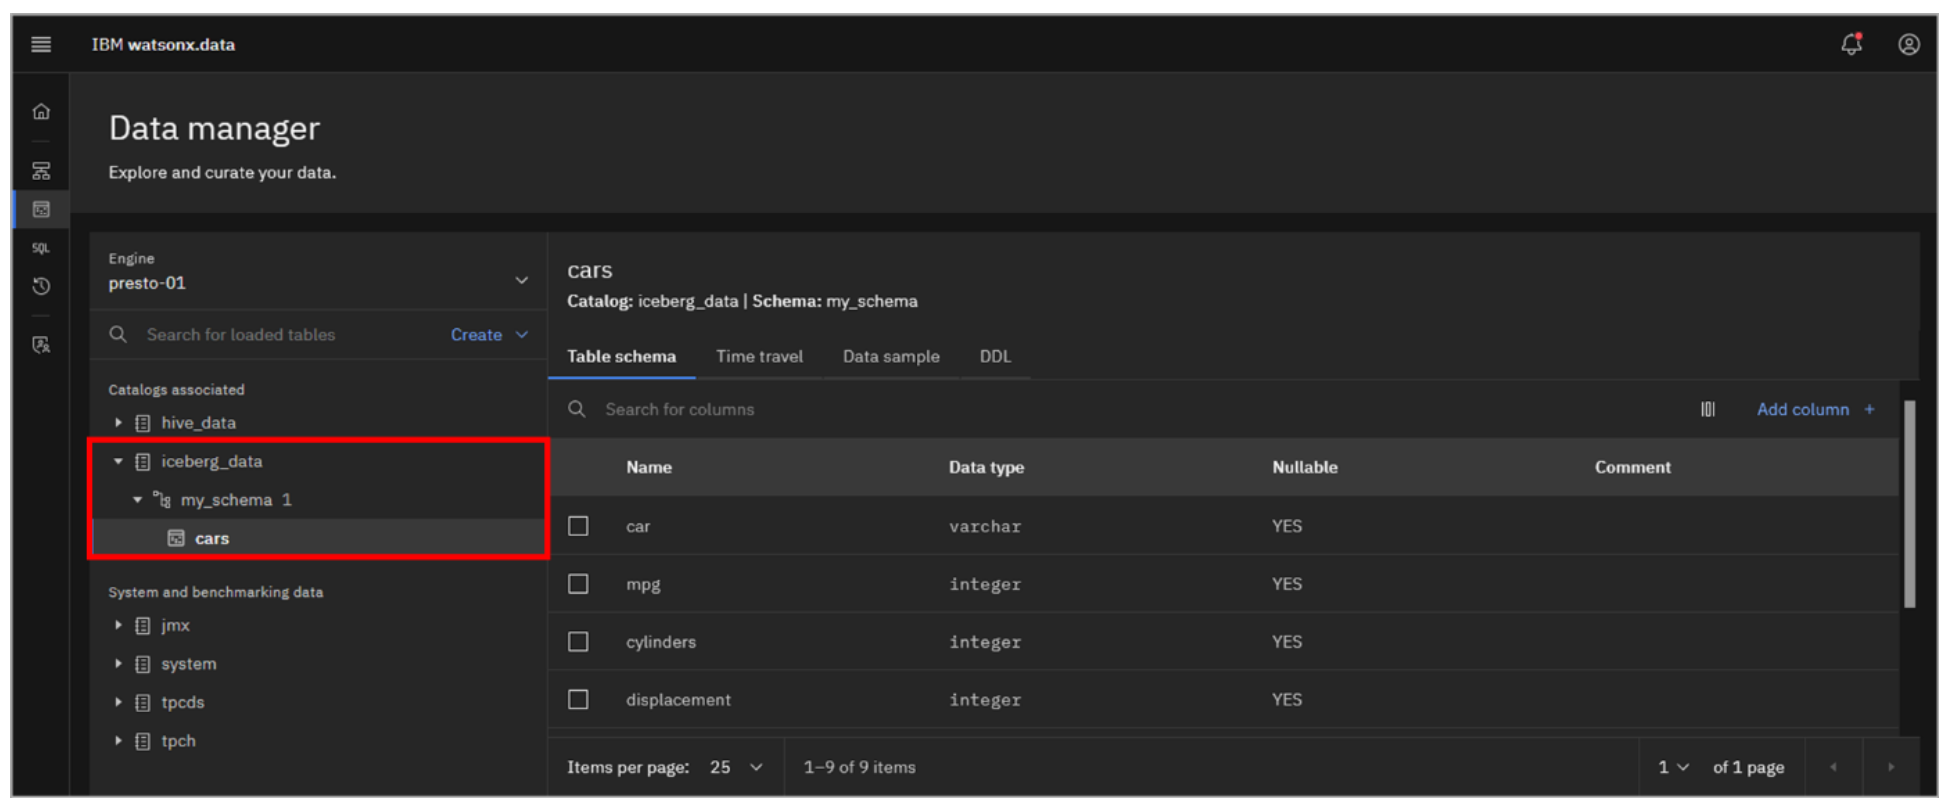 IBM watsonx.data
Data manager
Explore and curate your data.
SQL
Engine
presto-01
Search for loaded tables
Create
Catalogs associated
hive_data
iceberg_data
my_schema 1
cars
System and benchmarking data
jmx
system
tpcds
tpch
cars
Catalog: iceberg_data | Schema: my_schema
Table schema Time travel Data sample DDL
Search for columns
Add column +
Name Data type Nullable Comment
car varchar YES
mpg integer YES
cylinders integer YES
displacement integer YES
Items per page: 25 1–9 of 9 items 1 of 1 page